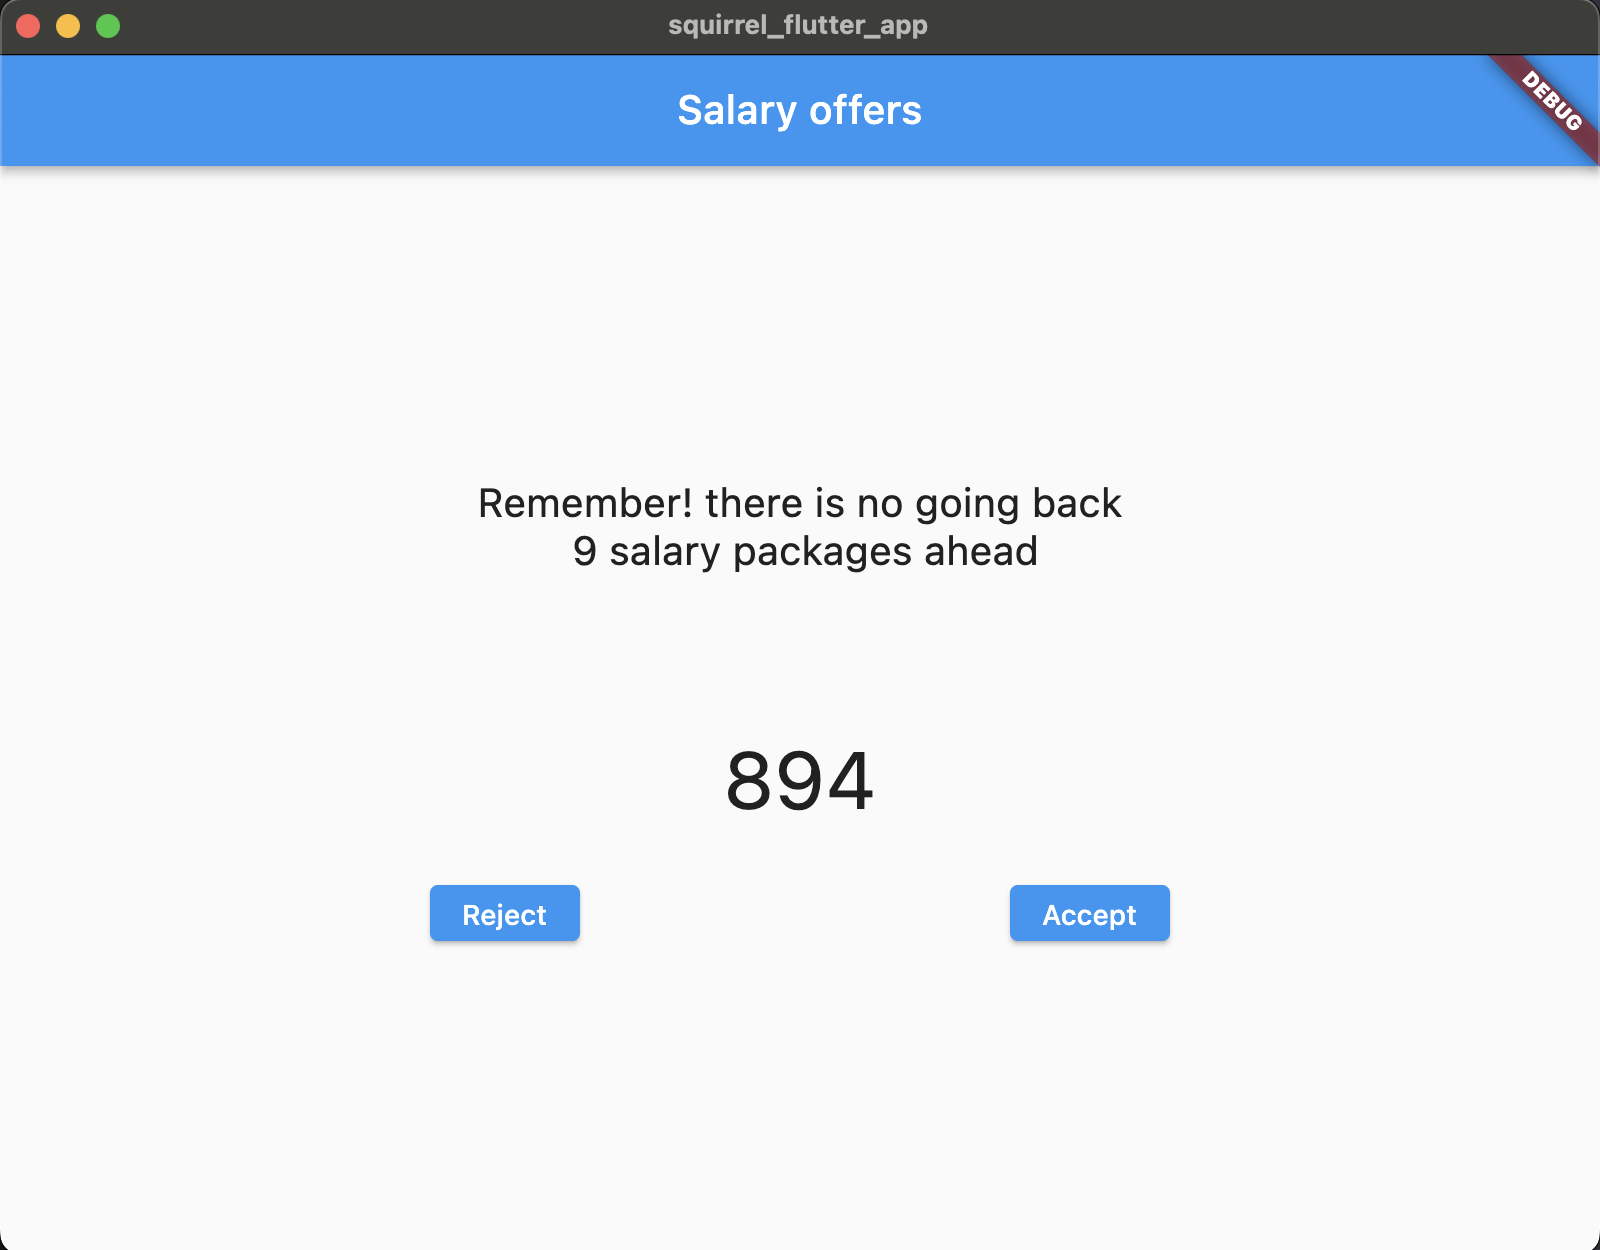 squirrel_flutter_app
Salary offers
DEBUG
Remember! there is no going back
9 salary packages ahead
894
Reject
Accept